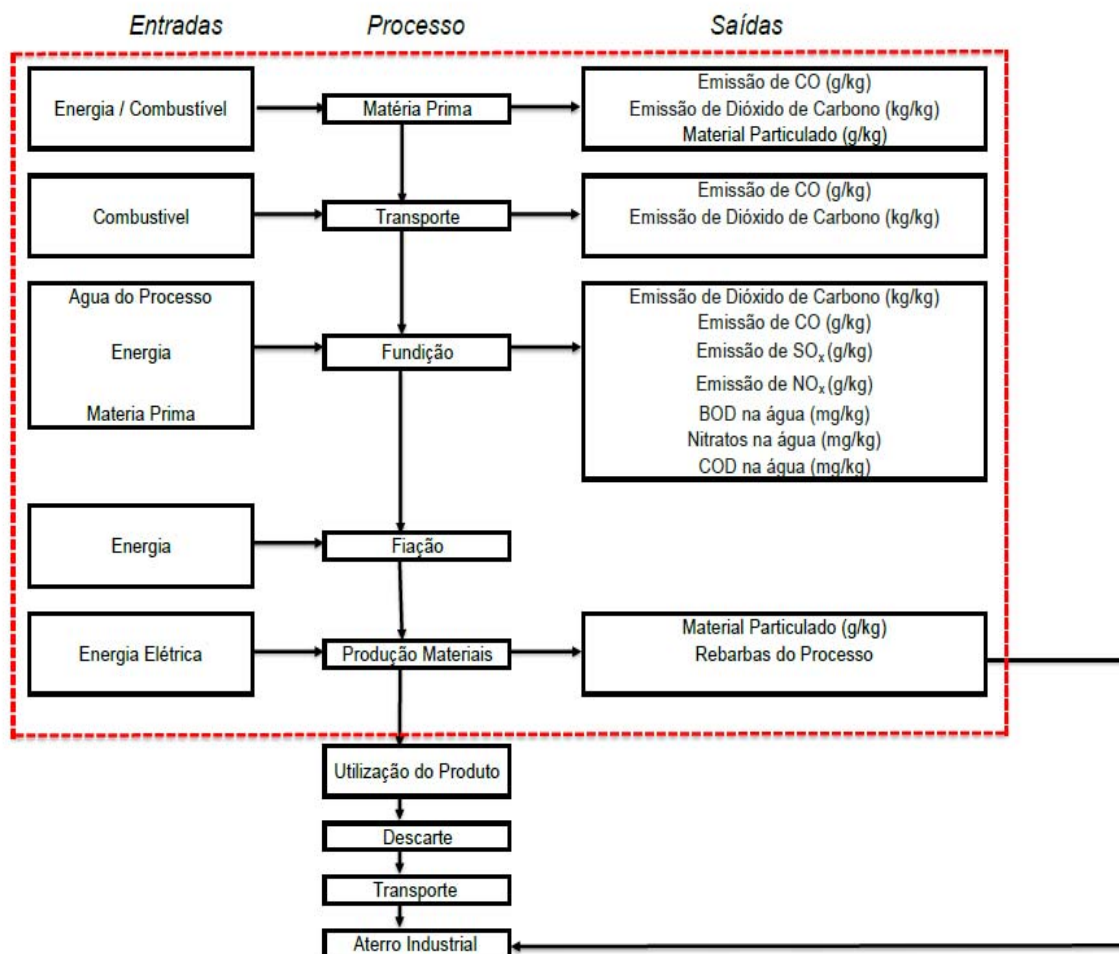 Entradas
Processo
Saídas
Energia / Combustível
Matéria Prima
Emissão de CO (g/kg)
Emissão de Dióxido de Carbono (kg/kg)
Material Particulado (g/kg)
Combustivel
Transporte
Emissão de CO (g/kg)
Emissão de Dióxido de Carbono (kg/kg)
Agua do Processo
Energia
Materia Prima
Fundição
Emissão de Dióxido de Carbono (kg/kg)
Emissão de CO (g/kg)
Emissão de SOₓ (g/kg)
Emissão de NOₓ (g/kg)
BOD na água (mg/kg)
Nitratos na água (mg/kg)
COD na água (mg/kg)
Energia
Fiação
Energia Elétrica
Produção Materiais
Material Particulado (g/kg)
Rebarbas do Processo
Utilização do Produto
Descarte
Transporte
Aterro Industrial